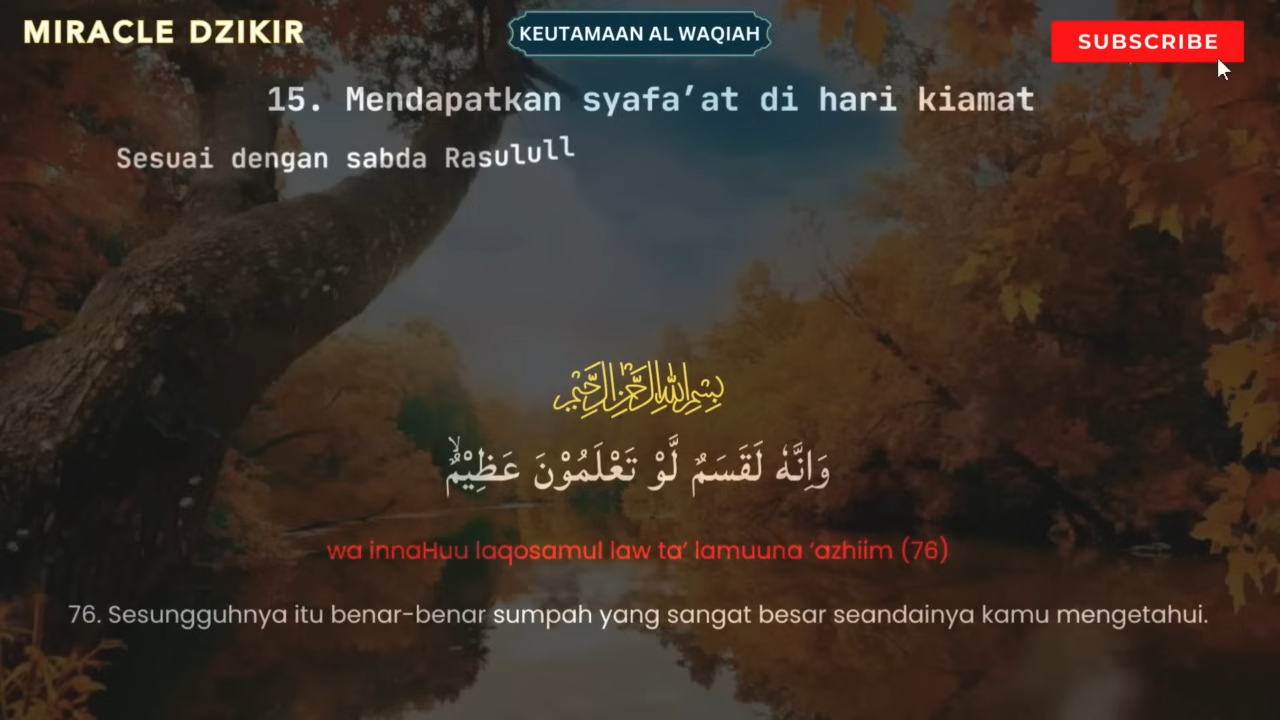 MIRACLE DZIKIR
KEUTAMAAN AL WAQIAH
SUBSCRIBE
15. Mendapatkan syafa’at di hari kiamat
Sesuai dengan sabda Rasulull
بِسْمِ اللهِ الرَّحْمٰنِ الرَّحِيْمِ
وَاِنَّهٗ لَقَسَمٌ لَّوْ تَعْلَمُوْنَ عَظِيْمٌۙ
wa innaHuu laqosamul law ta’ lamuuna ‘azhiim (76)
76. Sesungguhnya itu benar-benar sumpah yang sangat besar seandainya kamu mengetahui.